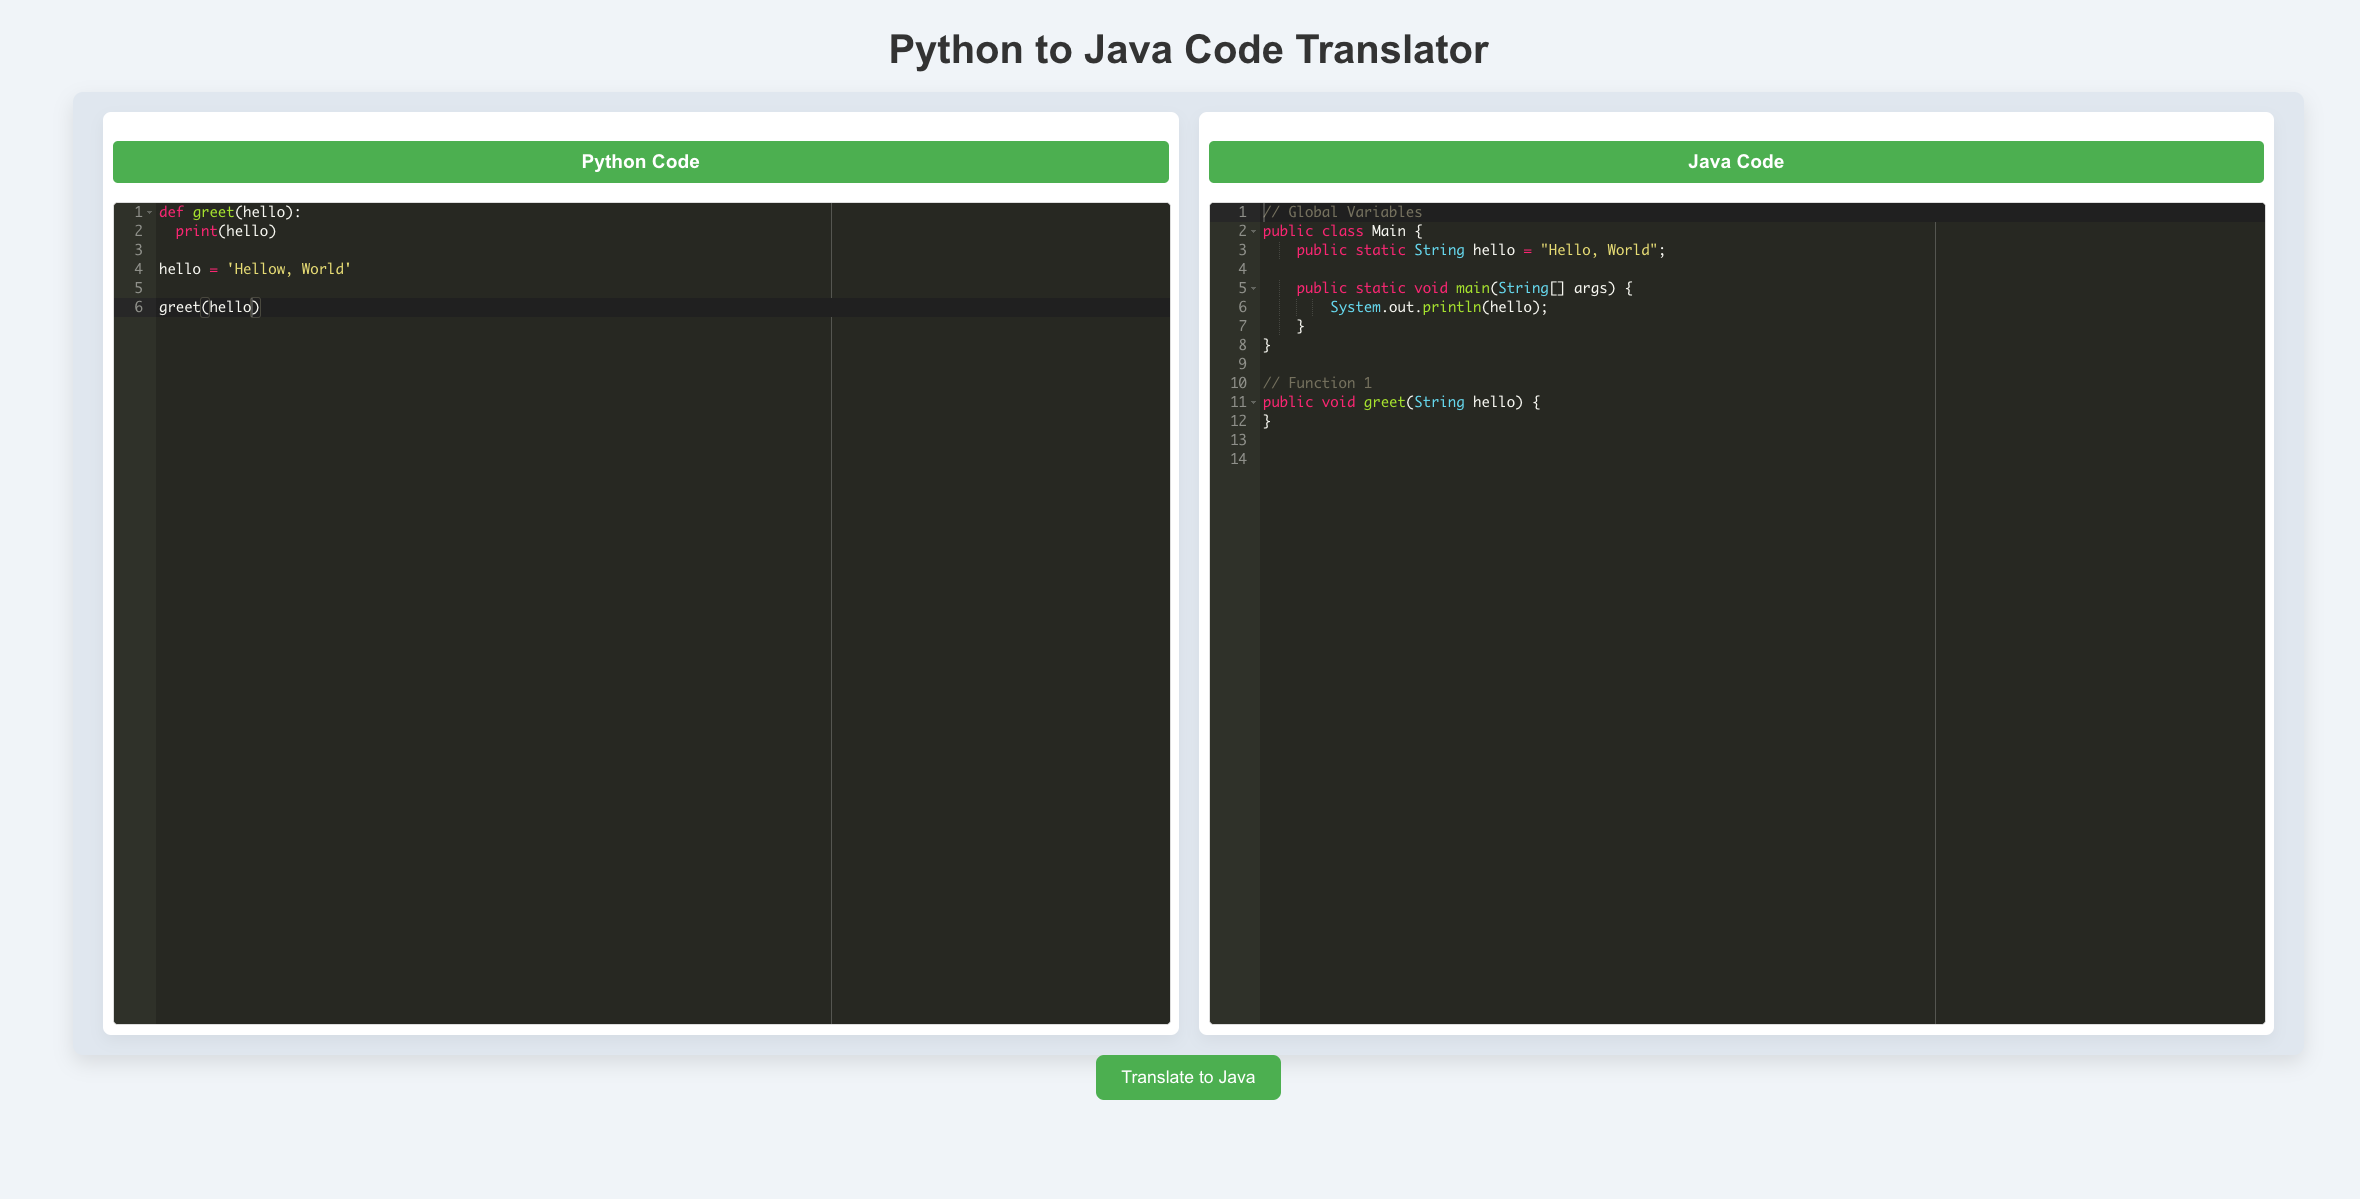 Python to Java Code Translator
Python Code
1 def greet(hello):
2   print(hello)
3
4 hello = 'Hellow, World'
5
6 greet(hello)
Java Code
1 // Global Variables
2 public class Main {
3     public static String hello = "Hello, World";
4
5     public static void main(String[] args) {
6         System.out.println(hello);
7     }
8 }
9
10 // Function 1
11 public void greet(String hello) {
12 }
13
14
Translate to Java